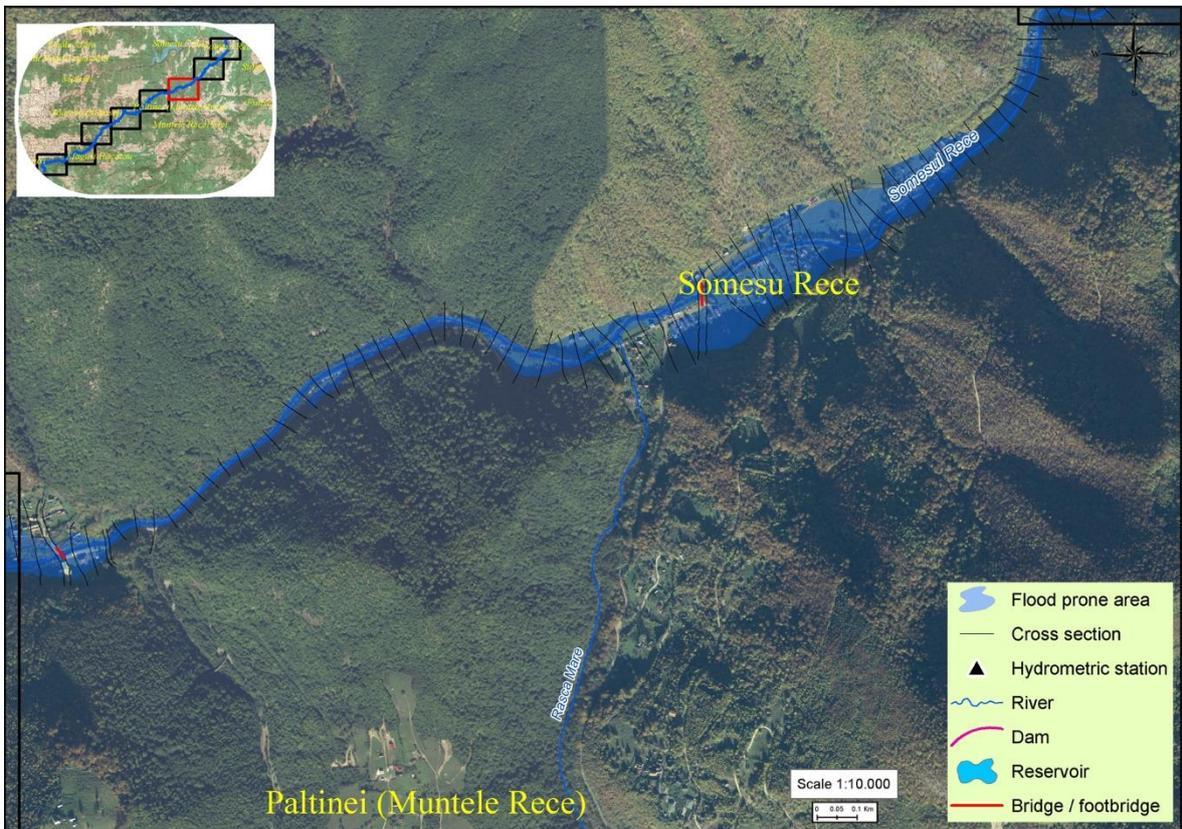 Somesul Rece
Somesu Rece
Rasca Mare
Paltinei (Muntele Rece)
Flood prone area
Cross section
Hydrometric station
River
Dam
Reservoir
Bridge / footbridge
Scale 1:10.000
0 0.05 0.1 Km